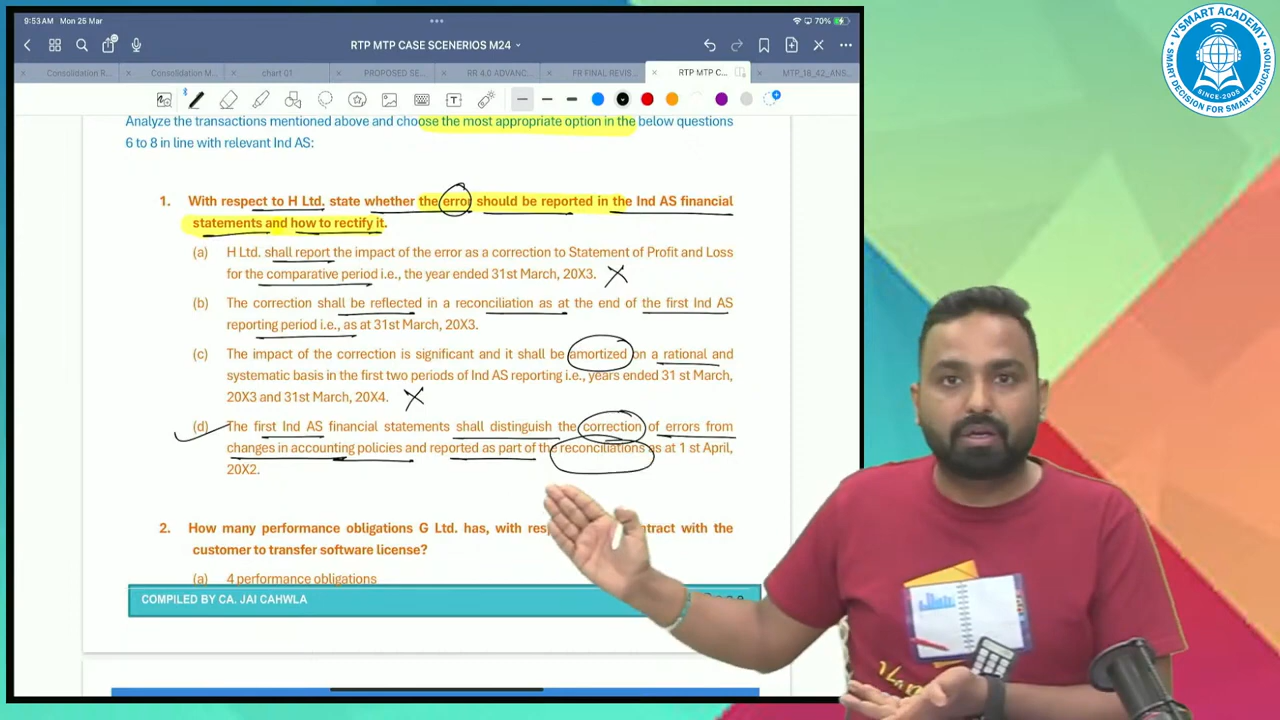 9:53 AM Mon 25 Mar
70%
RTP MTP CASE SCENERIOS M24
Consolidation R...
Consolidation M...
chart 01
PROPOSED SE...
RR 4.0 ADVANC...
FR FINAL REVIS...
RTP MTP C...
MTP_18_42_ANS...
Analyze the transactions mentioned above and choose the most appropriate option in the below questions
6 to 8 in line with relevant Ind AS:
1. With respect to H Ltd. state whether the error should be reported in the Ind AS financial
statements and how to rectify it.
(a) H Ltd. shall report the impact of the error as a correction to Statement of Profit and Loss
for the comparative period i.e., the year ended 31st March, 20X3.
(b) The correction shall be reflected in a reconciliation as at the end of the first Ind AS
reporting period i.e., as at 31st March, 20X3.
(c) The impact of the correction is significant and it shall be amortized on a rational and
systematic basis in the first two periods of Ind AS reporting i.e., years ended 31 st March,
20X3 and 31st March, 20X4.
(d) The first Ind AS financial statements shall distinguish the correction of errors from
changes in accounting policies and reported as part of the reconciliations as at 1 st April,
20X2.
2. How many performance obligations G Ltd. has, with contract with the
customer to transfer software license?
(a) 4 performance obligations
COMPILED BY CA. JAI CAHWLA
V'SMART ACADEMY
SMART DECISION FOR SMART EDUCATION
SINCE-2005